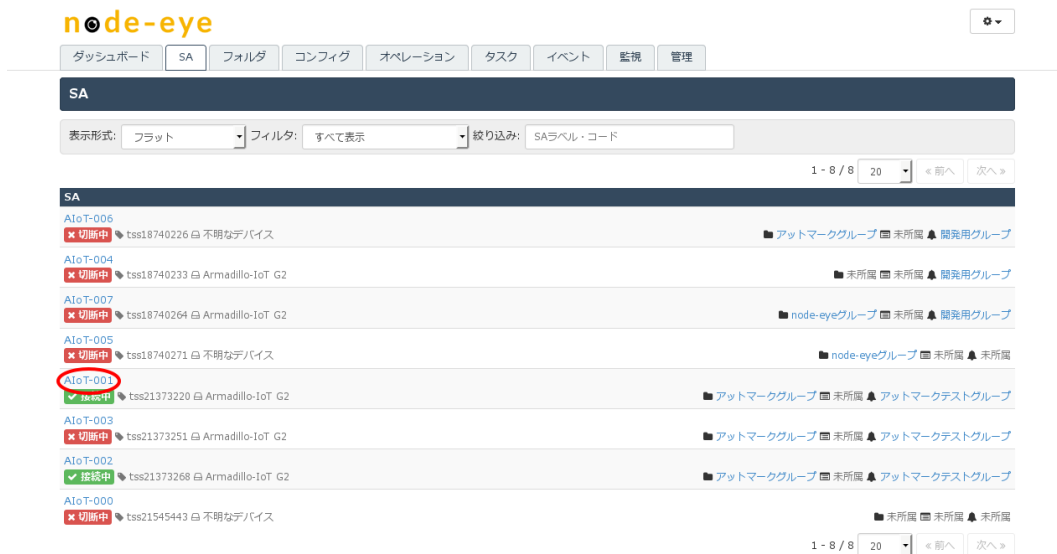 node-eye
ダッシュボード SA フォルダ コンフィグ オペレーション タスク イベント 監視 管理
SA
表示形式: フラット フィルタ: すべて表示 絞り込み: SAラベル・コード
1 - 8 / 8 20 «前へ 次へ»
SA
AIoT-006
切断中 tss18740226 不明なデバイス アットマークグループ 未所属 開発用グループ
AIoT-004
切断中 tss18740233 Armadillo-IoT G2 未所属 未所属 開発用グループ
AIoT-007
切断中 tss18740264 Armadillo-IoT G2 node-eyeグループ 未所属 開発用グループ
AIoT-005
切断中 tss18740271 不明なデバイス node-eyeグループ 未所属 未所属
AIoT-001
接続中 tss21373220 Armadillo-IoT G2 アットマークグループ 未所属 アットマークテストグループ
AIoT-003
切断中 tss21373251 Armadillo-IoT G2 アットマークグループ 未所属 アットマークテストグループ
AIoT-002
接続中 tss21373268 Armadillo-IoT G2 アットマークグループ 未所属 アットマークテストグループ
AIoT-000
切断中 tss21545443 不明なデバイス 未所属 未所属 未所属
1 - 8 / 8 20 «前へ 次へ»